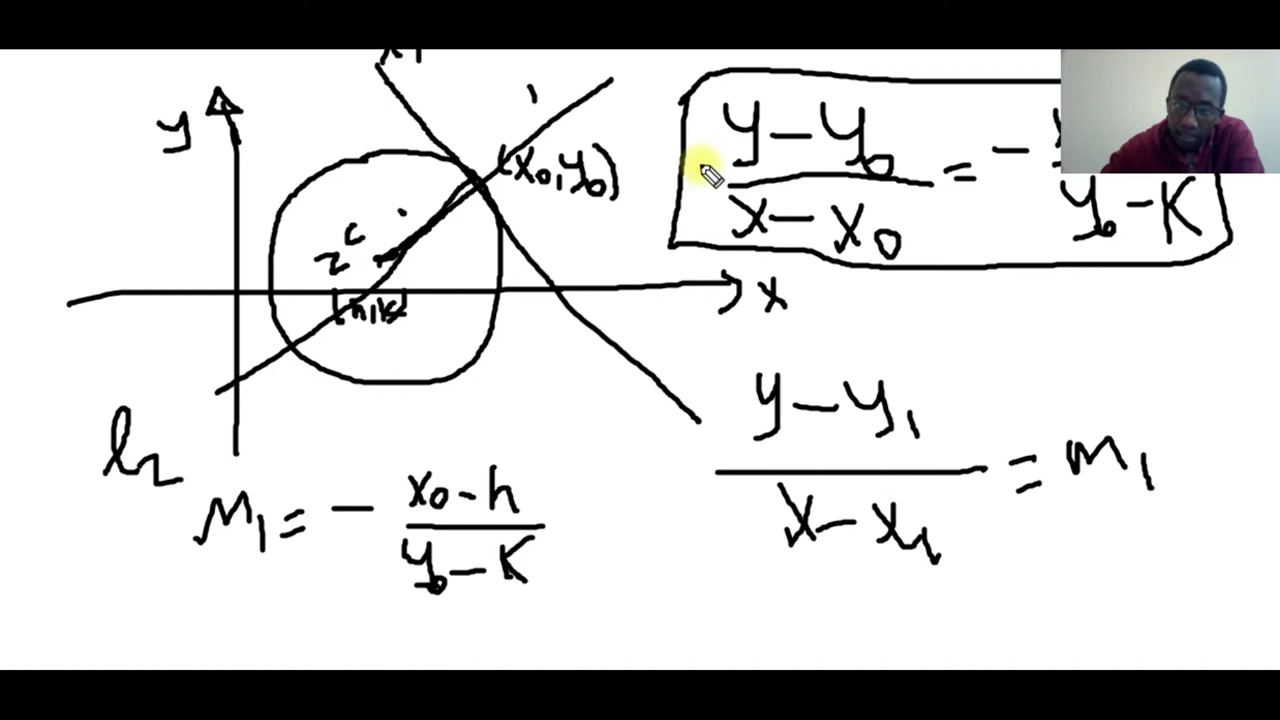 y
(x₀, y₀)
c
(h, k)
x
y - y₀ / x - x₀ = - / y₀ - k
l₂
M₁ = - x₀ - h / y₀ - k
y - y₁ / x - x₁ = m₁